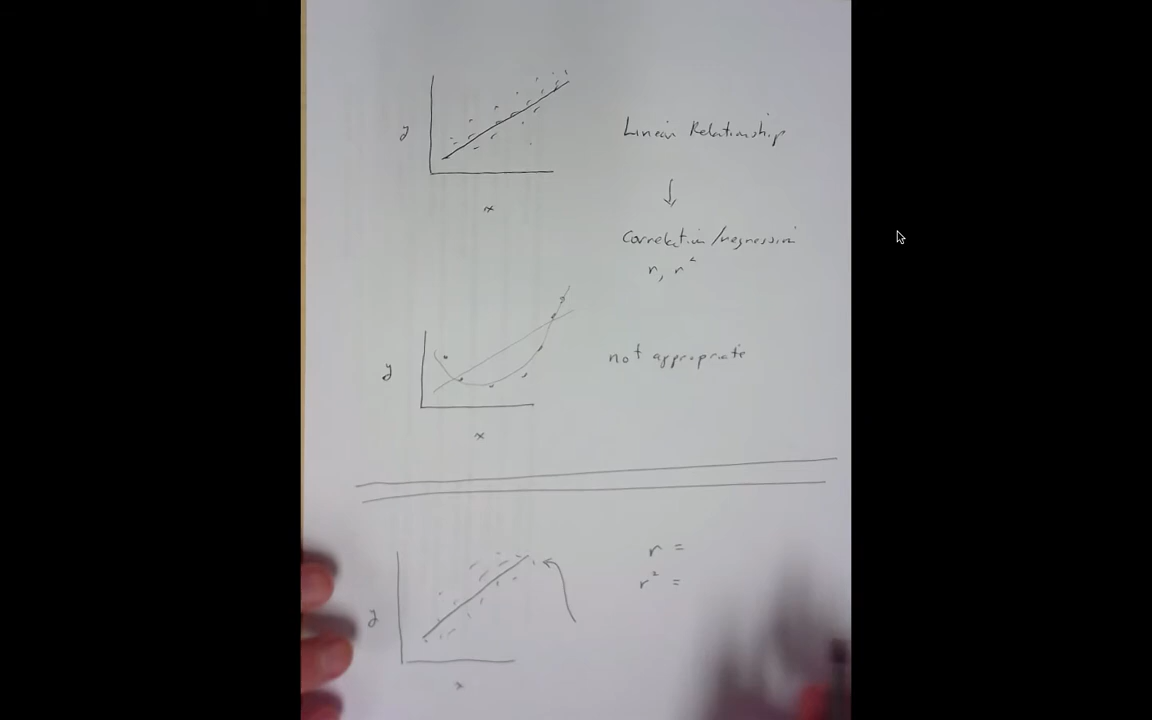 y
Linear Relationship
x
Correlation/regression
r, r²
y
not appropriate
x
r =
r² =
y
x